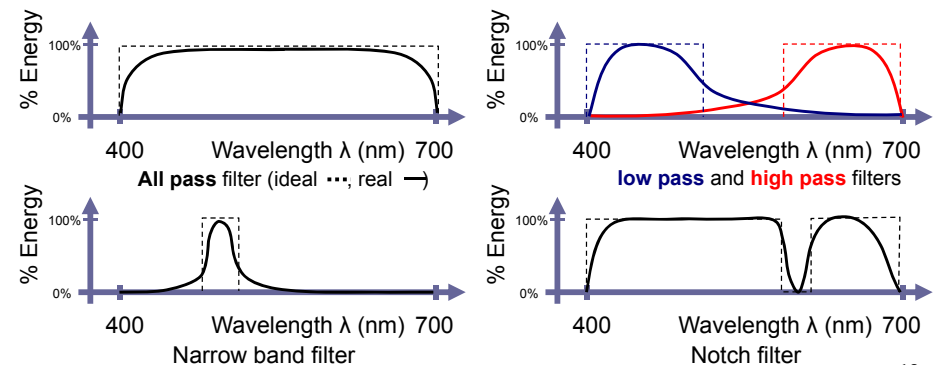 % Energy
100%
0%
400 Wavelength λ (nm) 700
All pass filter (ideal ···, real —)
% Energy
100%
0%
400 Wavelength λ (nm) 700
low pass and high pass filters
% Energy
100%
0%
400 Wavelength λ (nm) 700
Narrow band filter
% Energy
100%
0%
400 Wavelength λ (nm) 700
Notch filter